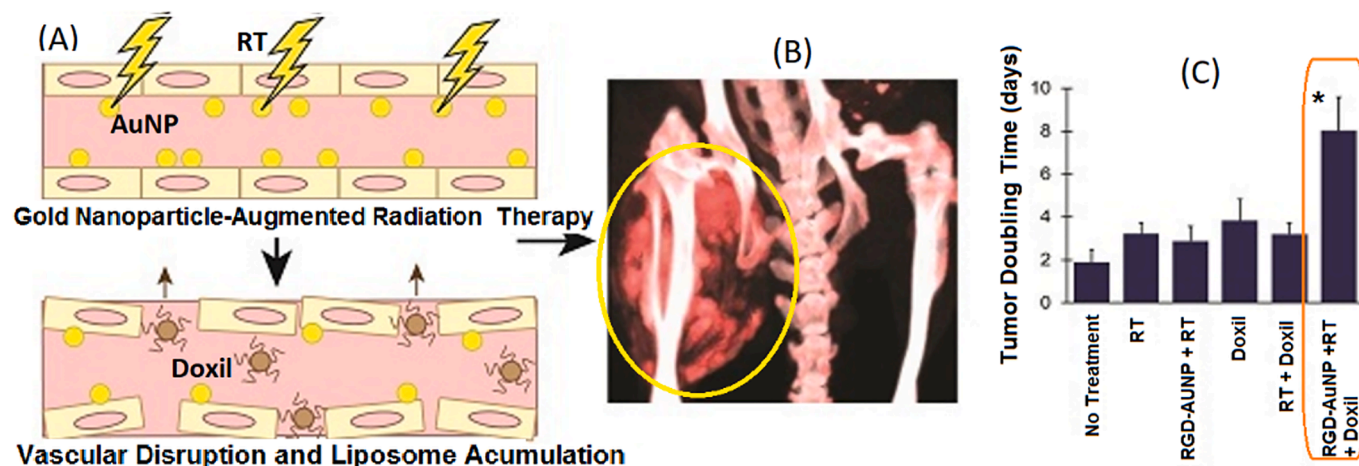 (A)
RT
AuNP
Gold Nanoparticle-Augmented Radiation Therapy
Doxil
Vascular Disruption and Liposome Acumulation
(B)
(C)
Tumor Doubling Time (days)
10
8
6
4
2
0
*
No Treatment
RT
RGD-AuNP + RT
Doxil
RT + Doxil
RGD-AuNP +RT
+ Doxil